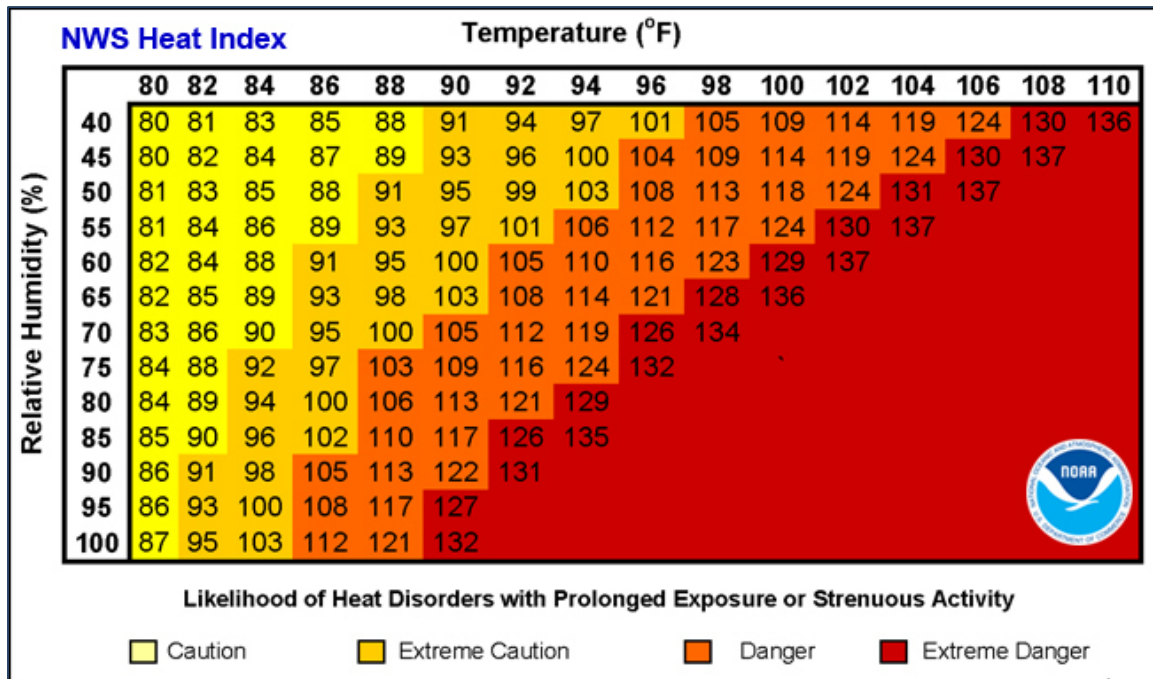 NWS Heat Index
Temperature (°F)
80 82 84 86 88 90 92 94 96 98 100 102 104 106 108 110
Relative Humidity (%)
40 80 81 83 85 88 91 94 97 101 105 109 114 119 124 130 136
45 80 82 84 87 89 93 96 100 104 109 114 119 124 130 137
50 81 83 85 88 91 95 99 103 108 113 118 124 131 137
55 81 84 86 89 93 97 101 106 112 117 124 130 137
60 82 84 88 91 95 100 105 110 116 123 129 137
65 82 85 89 93 98 103 108 114 121 128 136
70 83 86 90 95 100 105 112 119 126 134
75 84 88 92 97 103 109 116 124 132
80 84 89 94 100 106 113 121 129
85 85 90 96 102 110 117 126 135
90 86 91 98 105 113 122 131
95 86 93 100 108 117 127
100 87 95 103 112 121 132
NATIONAL OCEANIC AND ATMOSPHERIC ADMINISTRATION
NOAA
U.S. DEPARTMENT OF COMMERCE
Likelihood of Heat Disorders with Prolonged Exposure or Strenuous Activity
Caution
Extreme Caution
Danger
Extreme Danger